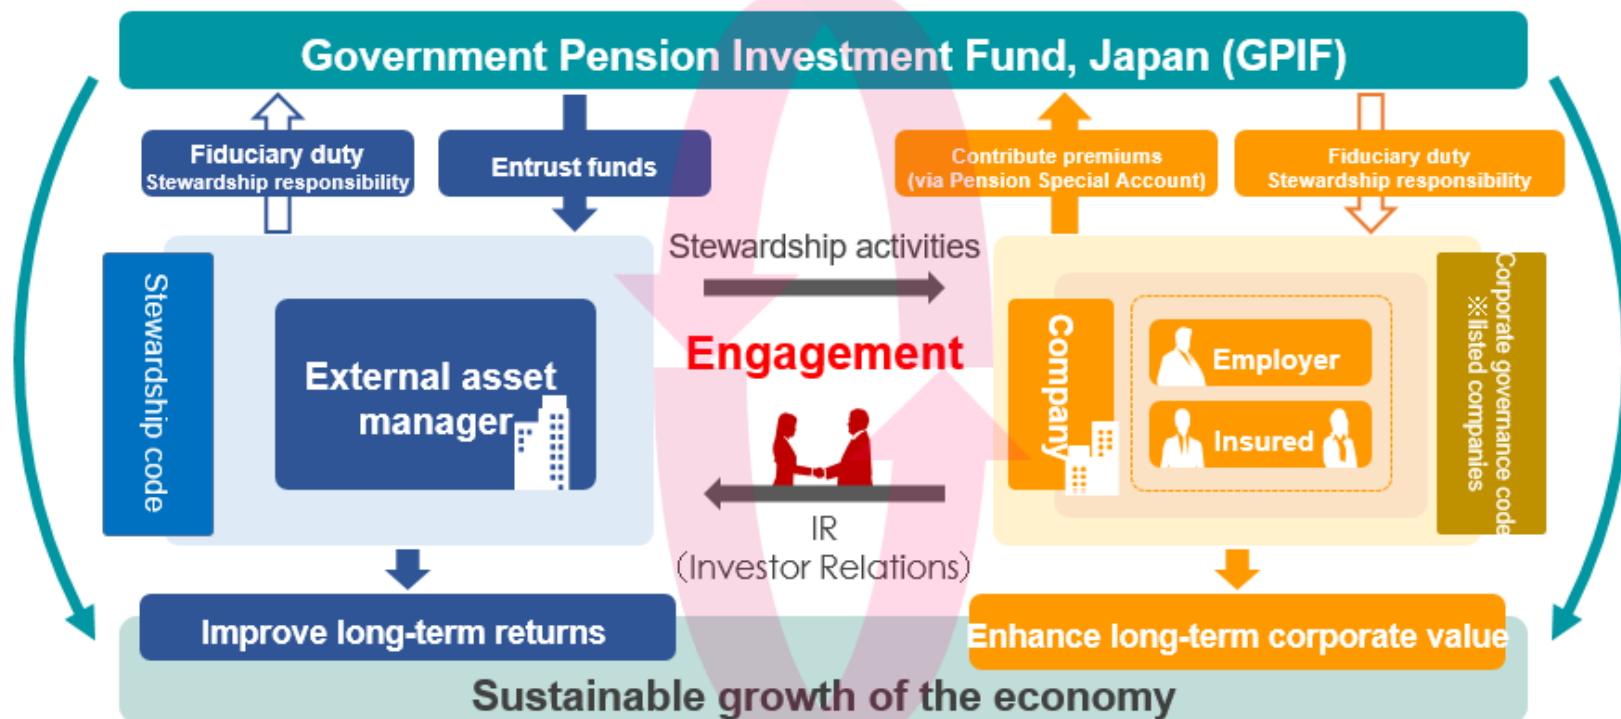 Government Pension Investment Fund, Japan (GPIF)
Fiduciary duty
Stewardship responsibility
Entrust funds
Contribute premiums
(via Pension Special Account)
Fiduciary duty
Stewardship responsibility
Stewardship code
External asset
manager
Stewardship activities
Engagement
IR
(Investor Relations)
Company
Employer
Insured
Corporate governance code
※listed companies
Improve long-term returns
Enhance long-term corporate value
Sustainable growth of the economy